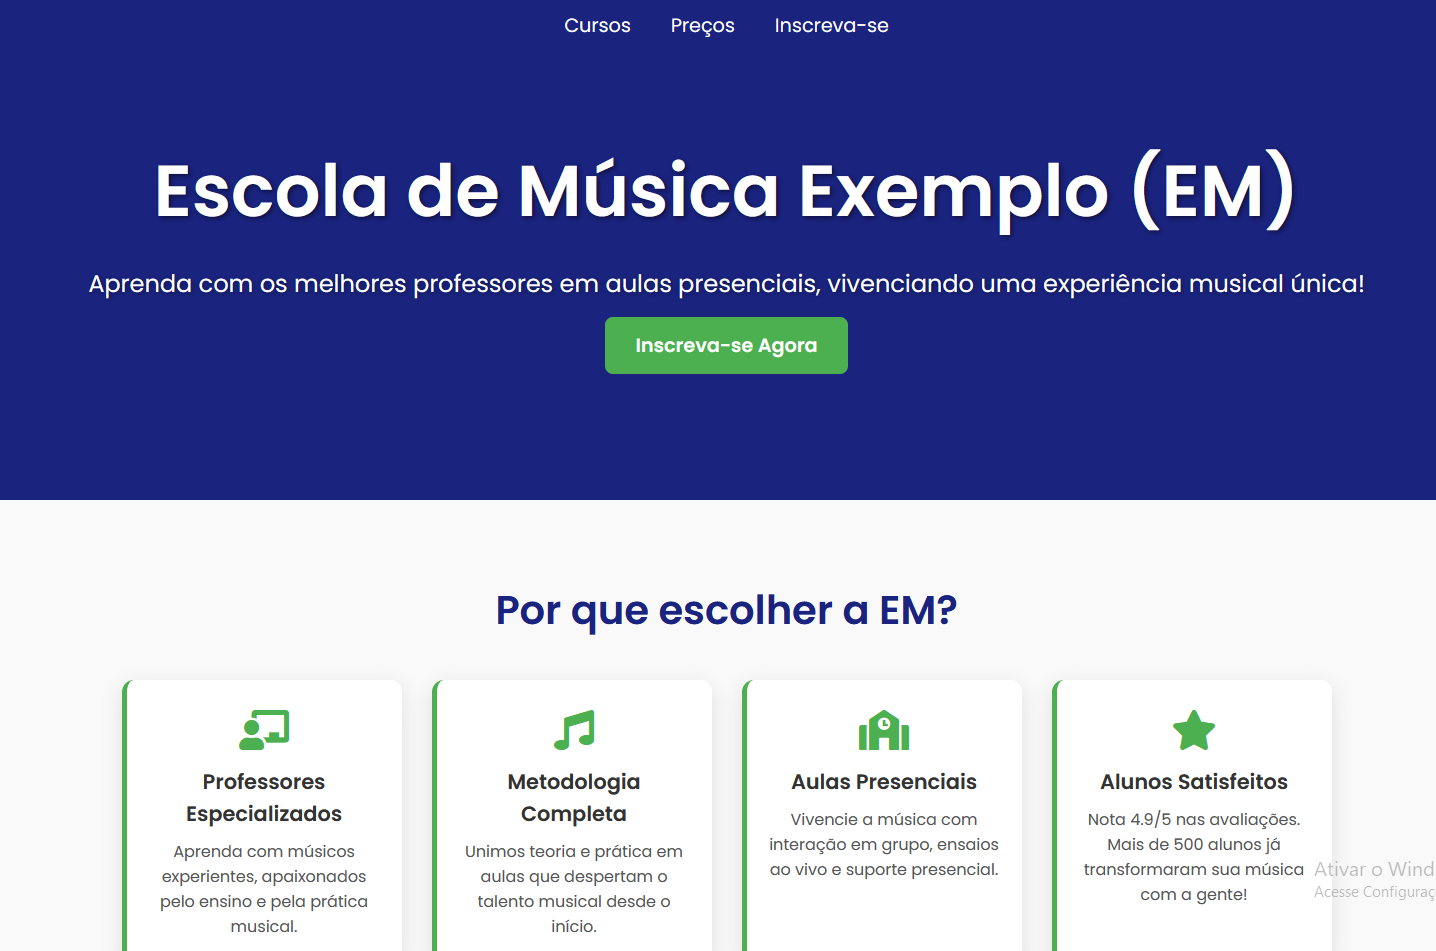 Cursos Preços Inscreva-se
Escola de Música Exemplo (EM)
Aprenda com os melhores professores em aulas presenciais, vivenciando uma experiência musical única!
Inscreva-se Agora
Por que escolher a EM?
Professores
Especializados
Aprenda com músicos
experientes, apaixonados
pelo ensino e pela prática
musical.
Metodologia
Completa
Unimos teoria e prática em
aulas que despertam o
talento musical desde o
início.
Aulas Presenciais
Vivencie a música com
interação em grupo, ensaios
ao vivo e suporte presencial.
Alunos Satisfeitos
Nota 4.9/5 nas avaliações.
Mais de 500 alunos já
transformaram sua música
com a gente!
Ativar o Wind
Acesse Configuraç